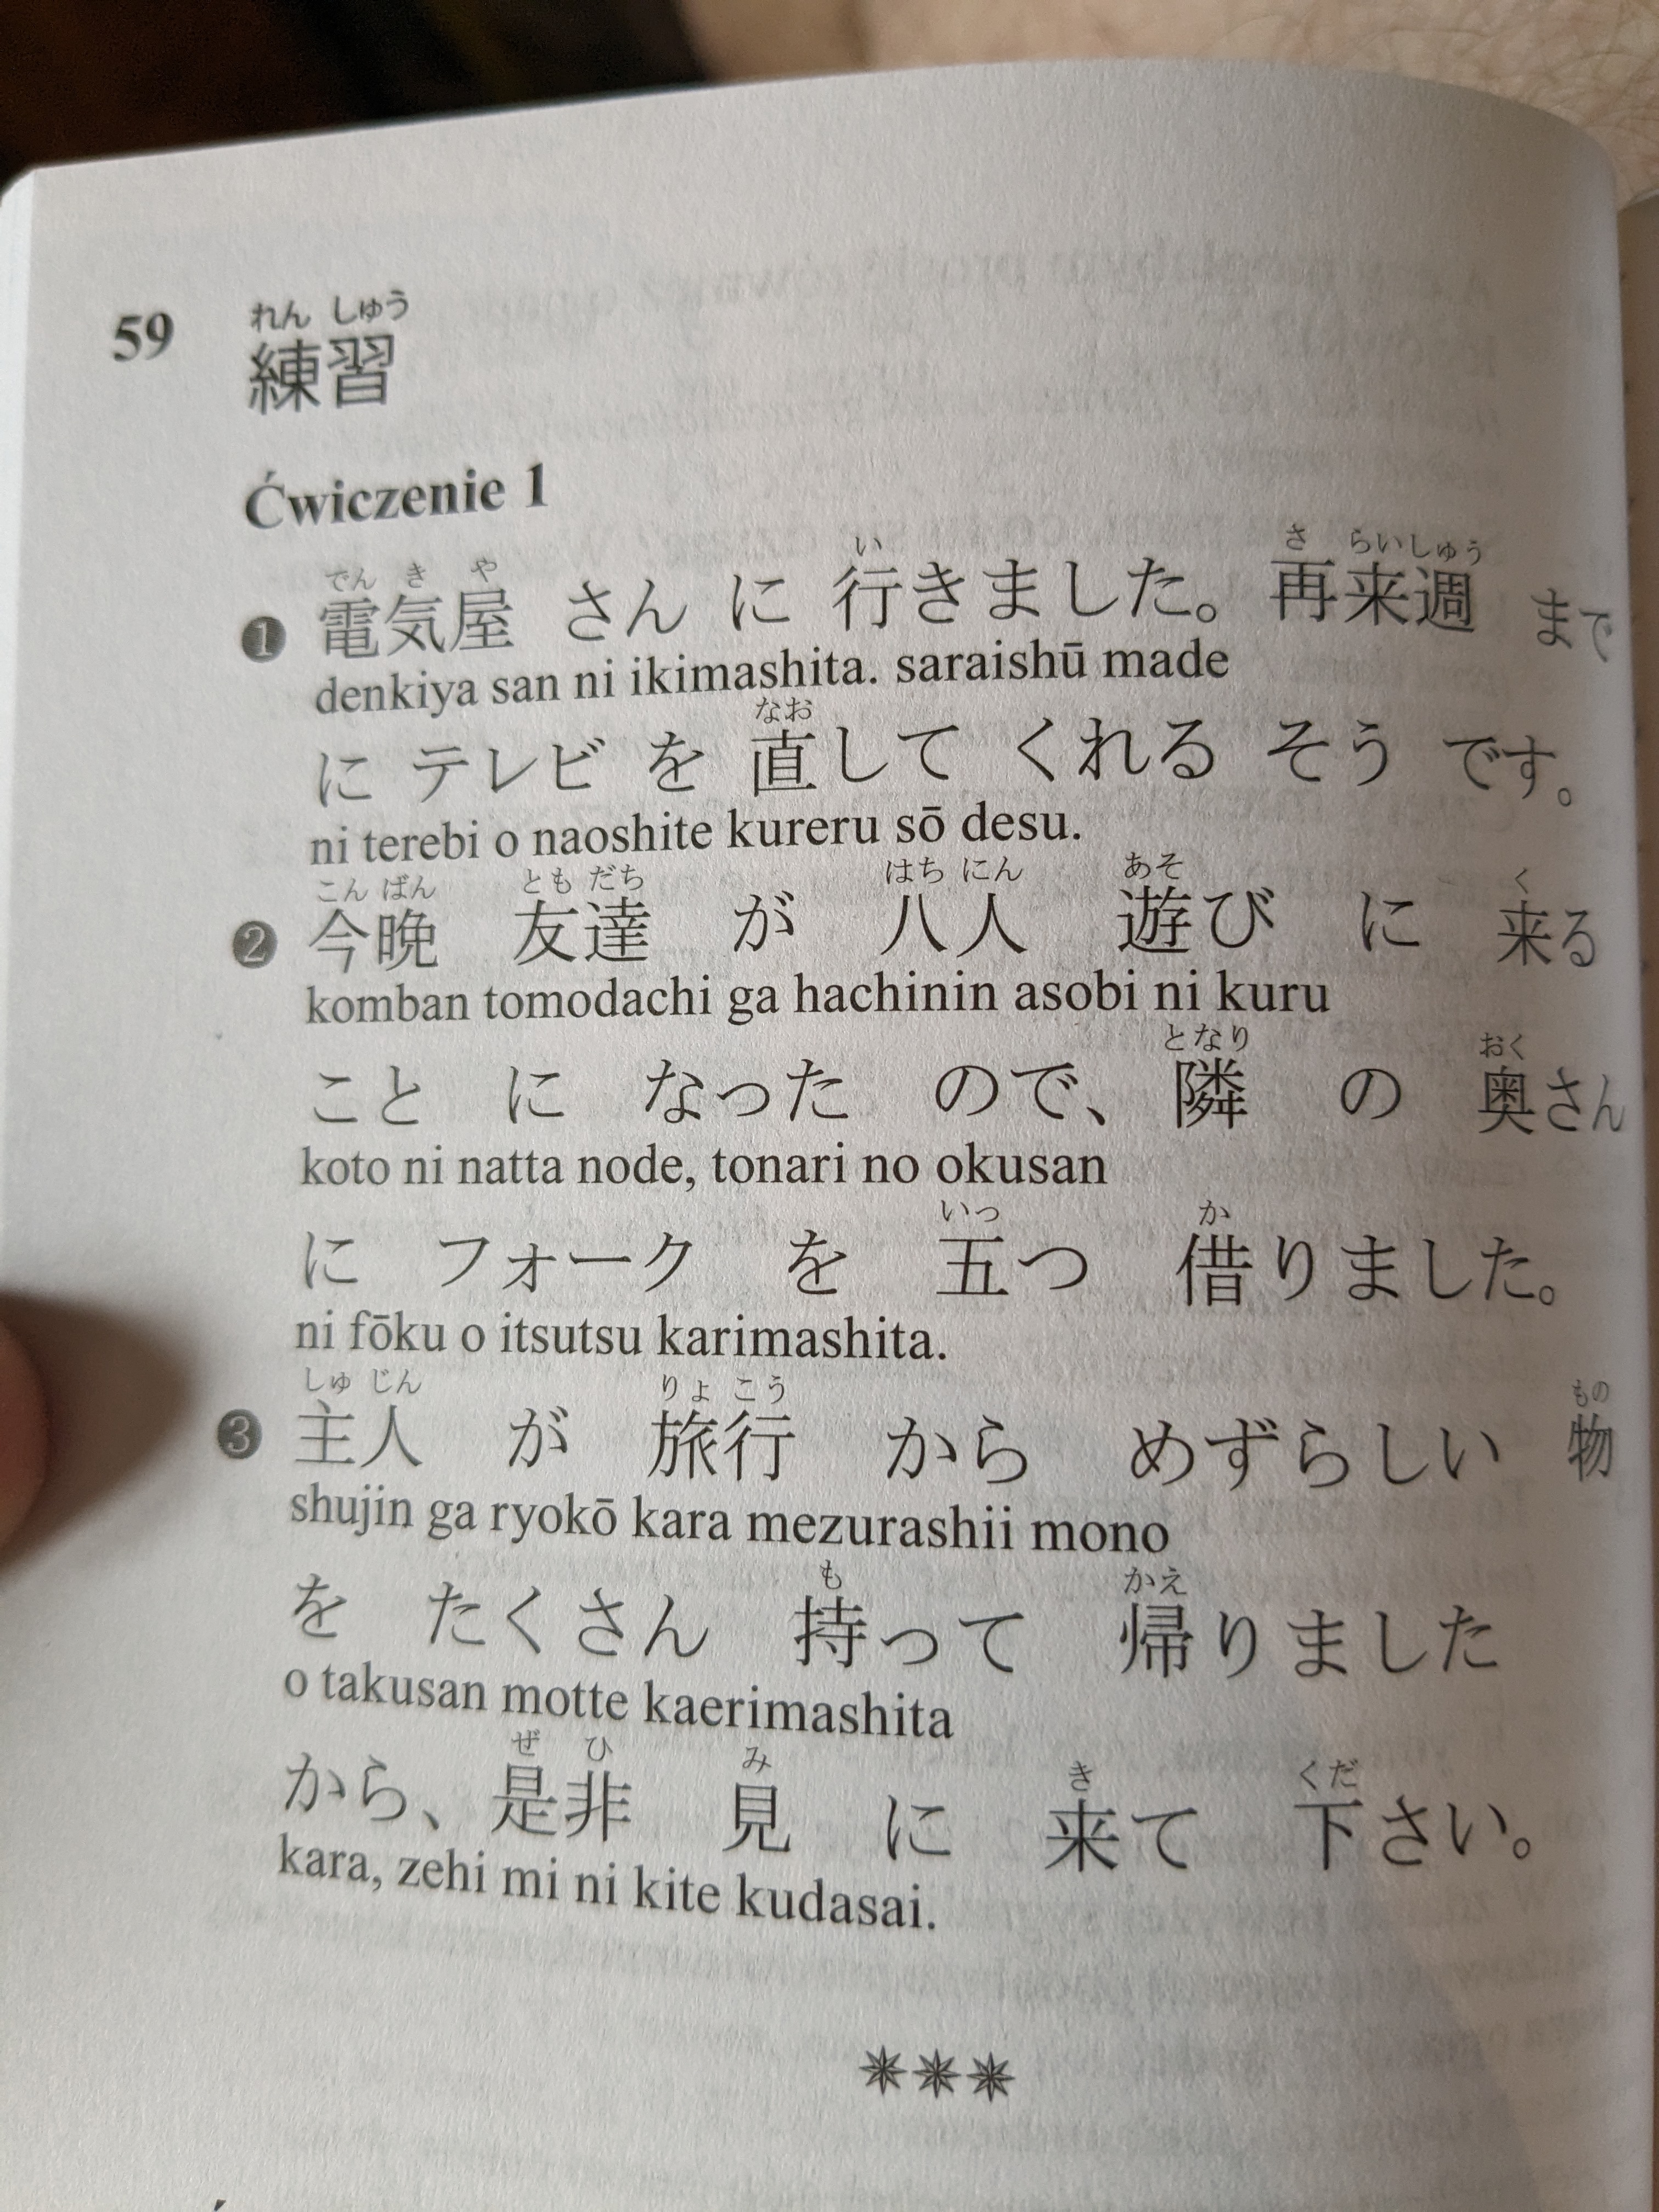 59
れん しゅう
練習
Ćwiczenie 1
でん き や い さ らいしゅう
❶ 電気屋 さん に 行きました。 再来週 まで
denkiya san ni ikimashita. saraishū made
なお
に テレビ を 直して くれる そう です。
ni terebi o naoshite kureru sō desu.
こん ばん とも だち はち にん あそ く
❷ 今晩 友達 が 八人 遊び に 来る
komban tomodachi ga hachinin asobi ni kuru
となり おく
こと に なった ので、 隣 の 奥さん
koto ni natta node, tonari no okusan
いつ か
に フォーク を 五つ 借りました。
ni fōku o itsutsu karimashita.
しゅ じん りょ こう もの
❸ 主人 が 旅行 から めずらしい 物
shujin ga ryokō kara mezurashii mono
も かえ
を たくさん 持って 帰りました
o takusan motte kaerimashita
ぜ ひ み き くだ
から、 是非 見 に 来て 下さい。
kara, zehi mi ni kite kudasai.
✷✷✷